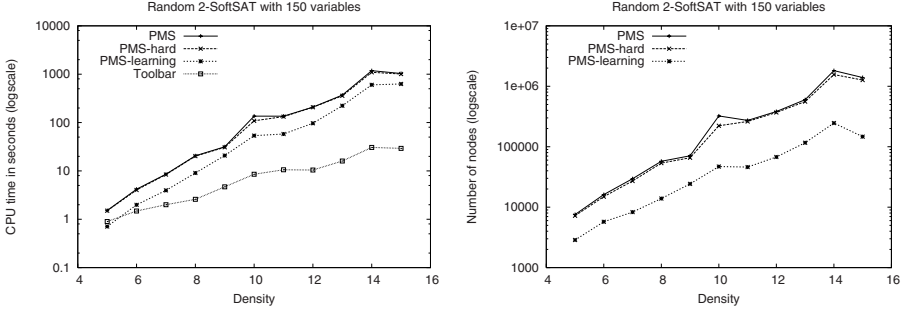 Random 2-SoftSAT with 150 variables
CPU time in seconds (logscale)
10000
1000
100
10
1
0.1
PMS
PMS-hard
PMS-learning
Toolbar
4 6 8 10 12 14 16
Density
Random 2-SoftSAT with 150 variables
Number of nodes (logscale)
1e+07
1e+06
100000
10000
1000
PMS
PMS-hard
PMS-learning
4 6 8 10 12 14 16
Density